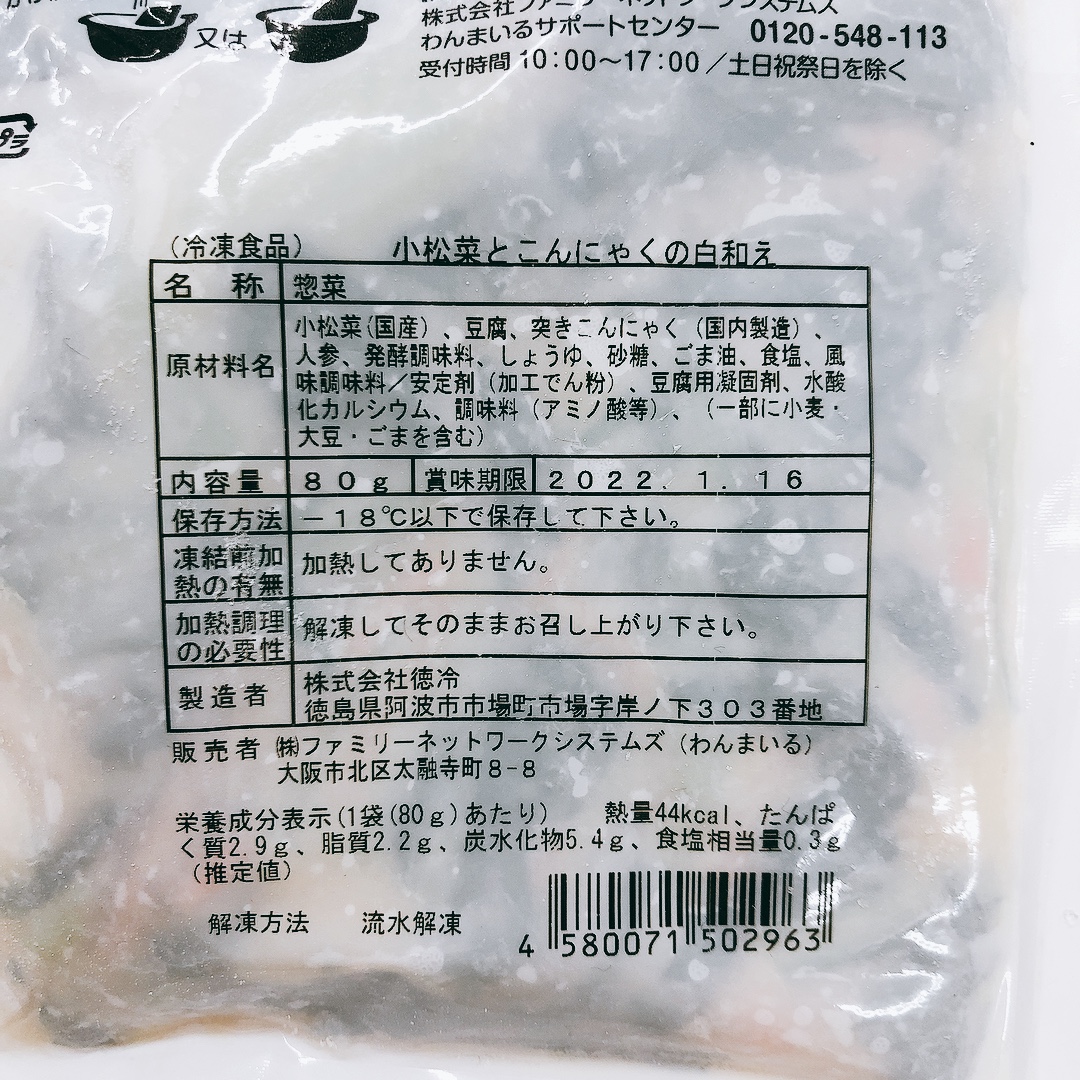 又は
株式会社ファミリーネットワークシステムズ
わんまいるサポートセンター 0120-548-113
受付時間 10:00～17:00／土日祝祭日を除く
プラ
（冷凍食品） 小松菜とこんにゃくの白和え
名 称 惣菜
原材料名
小松菜（国産）、豆腐、突きこんにゃく（国内製造）、
人参、発酵調味料、しょうゆ、砂糖、ごま油、食塩、風
味調味料／安定剤（加工でん粉）、豆腐用凝固剤、水酸
化カルシウム、調味料（アミノ酸等）、（一部に小麦・
大豆・ごまを含む）
内容量 80g 賞味期限 2022. 1. 16
保存方法 －18℃以下で保存して下さい。
凍結前加
熱の有無
加熱してありません。
加熱調理
の必要性
解凍してそのままお召し上がり下さい。
製造者
株式会社徳冷
徳島県阿波市市場町市場字岸ノ下303番地
販売者 ㈱ファミリーネットワークシステムズ（わんまいる）
大阪市北区太融寺町8-8
栄養成分表示(1袋(80g)あたり) 熱量44kcal、たんぱ
く質2.9g、脂質2.2g、炭水化物5.4g、食塩相当量0.3g
（推定値）
解凍方法 流水解凍
4 580071 502963